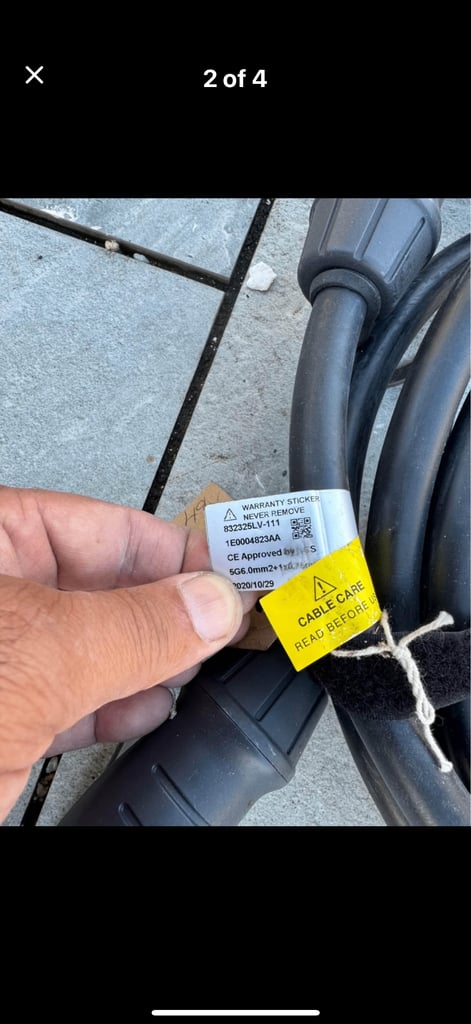 2 of 4
WARRANTY STICKER
NEVER REMOVE
832325LV-111
1E0004823AA
CE Approved by
5G6.0mm2+1x0.
2020/10/29
CABLE CARE
READ BEFORE